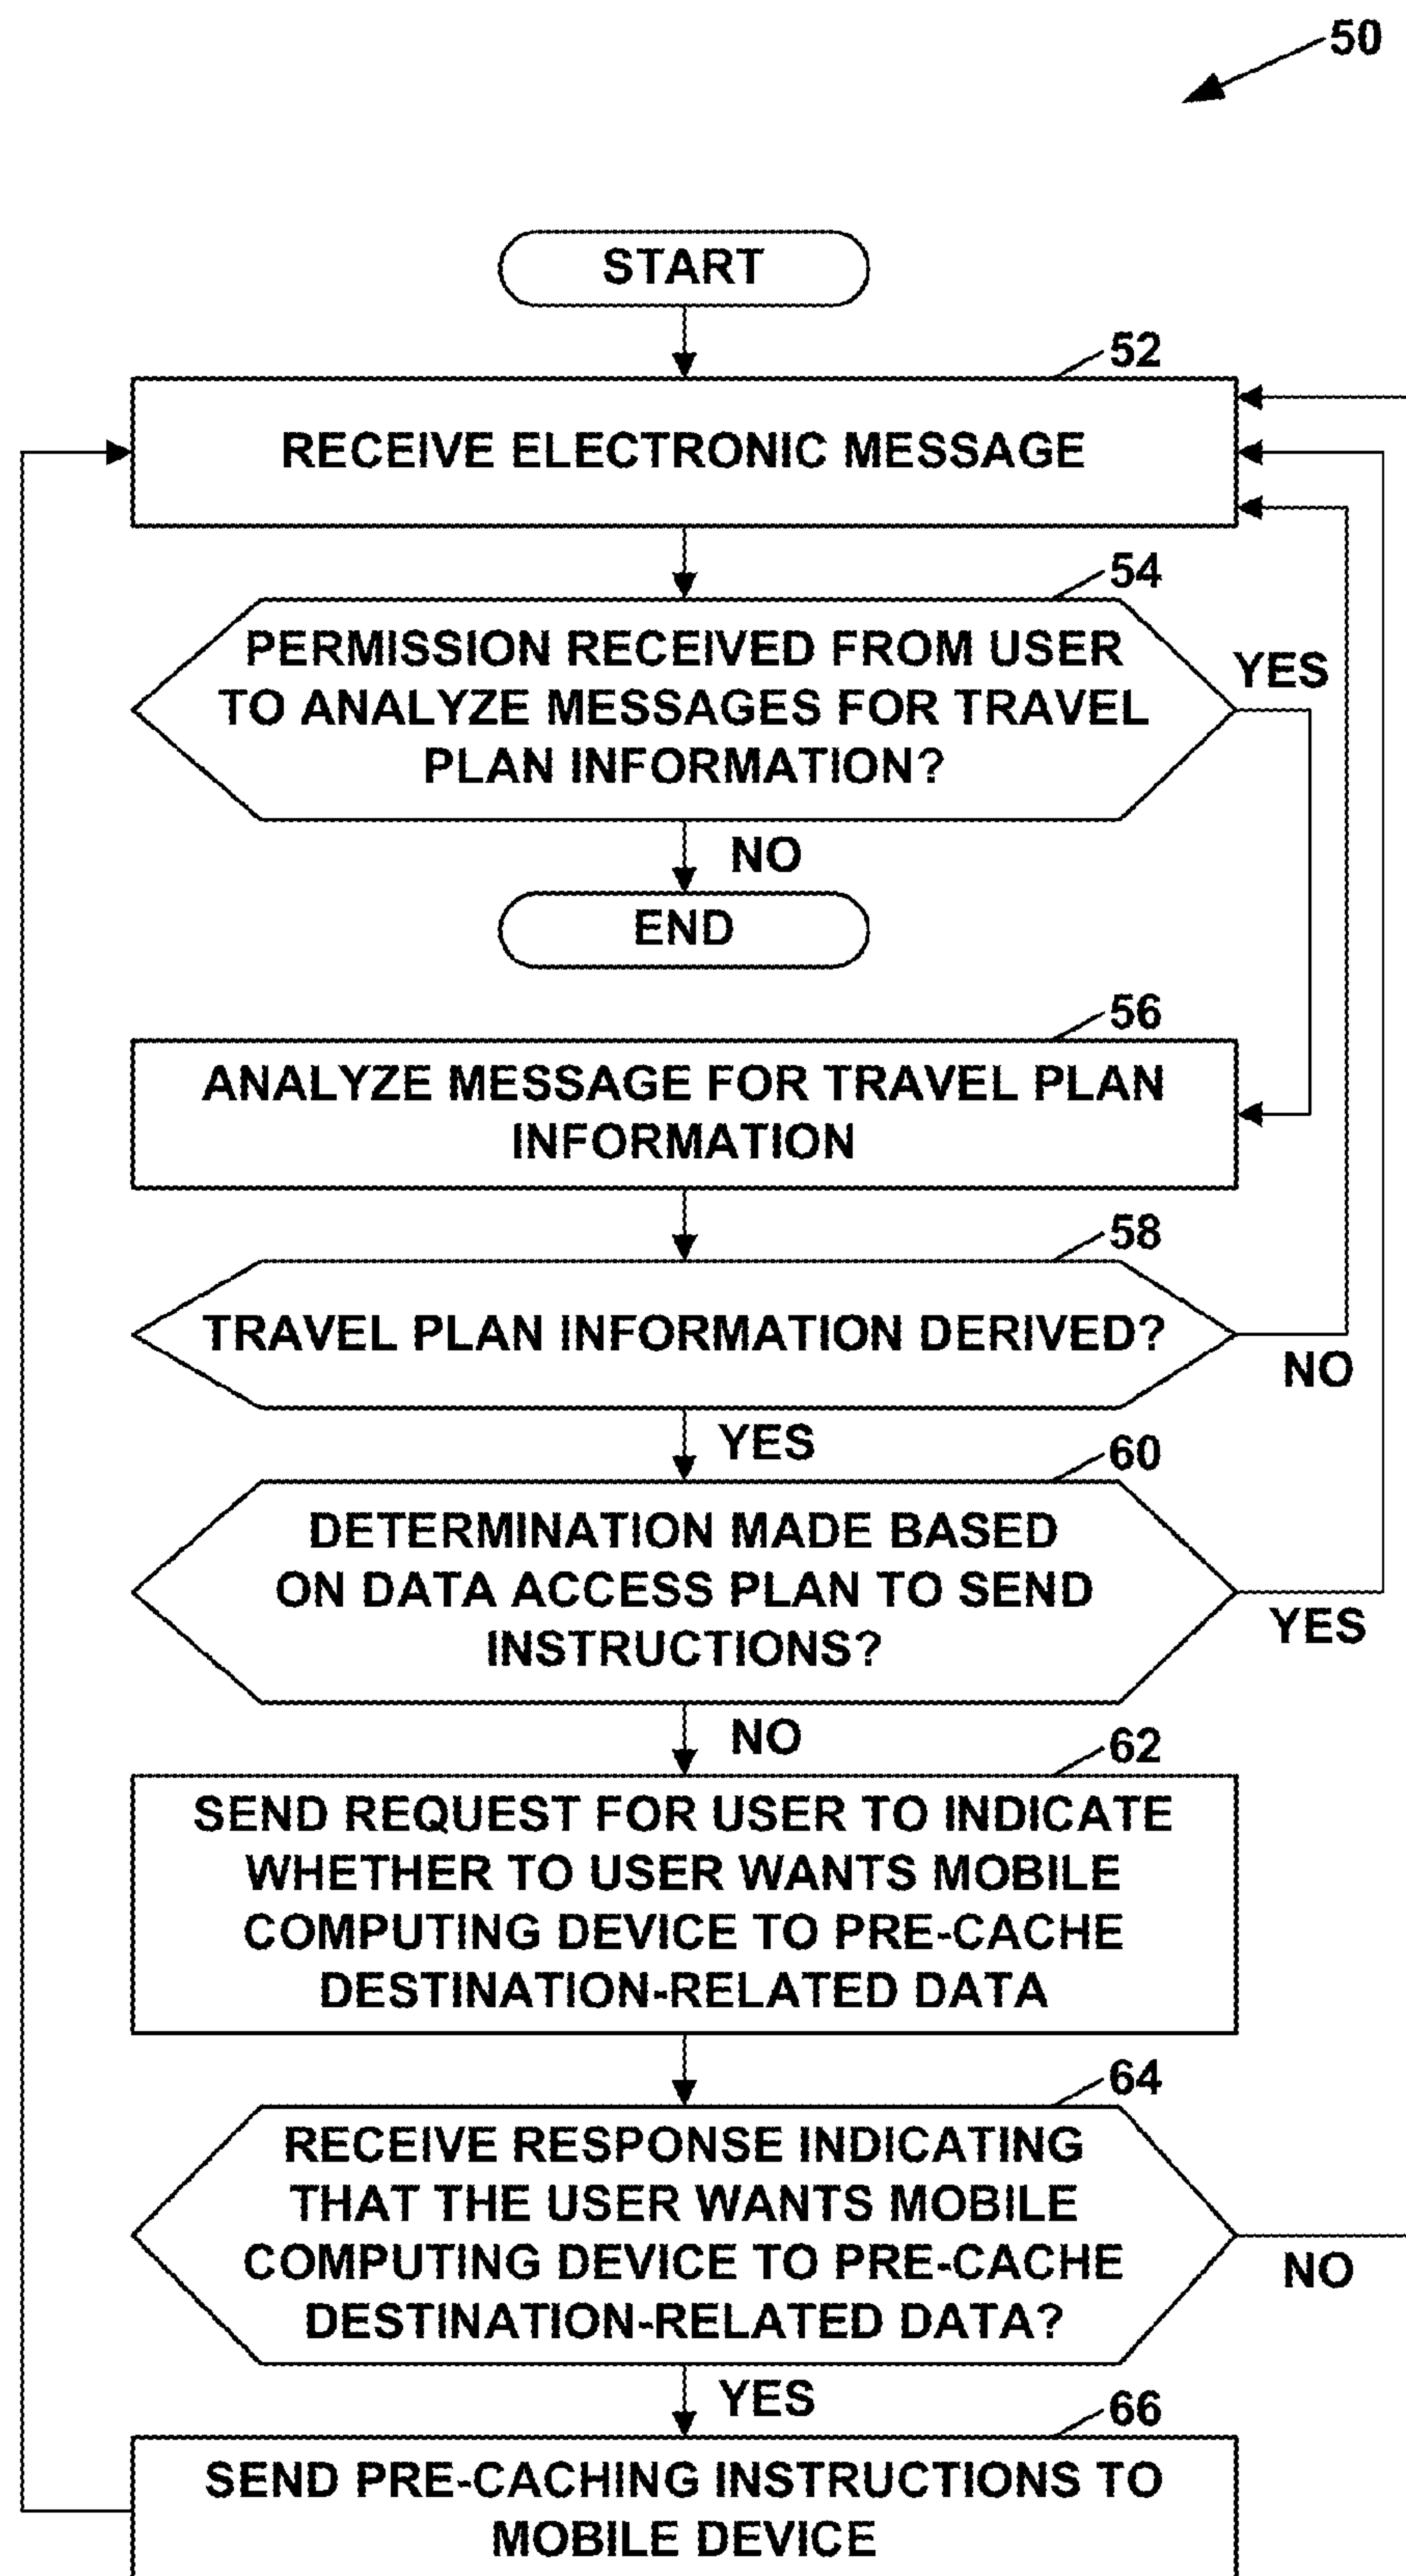 50
START
52
RECEIVE ELECTRONIC MESSAGE
54
PERMISSION RECEIVED FROM USER
TO ANALYZE MESSAGES FOR TRAVEL
PLAN INFORMATION?
YES
NO
END
56
ANALYZE MESSAGE FOR TRAVEL PLAN
INFORMATION
58
TRAVEL PLAN INFORMATION DERIVED?
NO
YES
60
DETERMINATION MADE BASED
ON DATA ACCESS PLAN TO SEND
INSTRUCTIONS?
YES
NO
62
SEND REQUEST FOR USER TO INDICATE
WHETHER TO USER WANTS MOBILE
COMPUTING DEVICE TO PRE-CACHE
DESTINATION-RELATED DATA
64
RECEIVE RESPONSE INDICATING
THAT THE USER WANTS MOBILE
COMPUTING DEVICE TO PRE-CACHE
DESTINATION-RELATED DATA?
NO
YES
66
SEND PRE-CACHING INSTRUCTIONS TO
MOBILE DEVICE